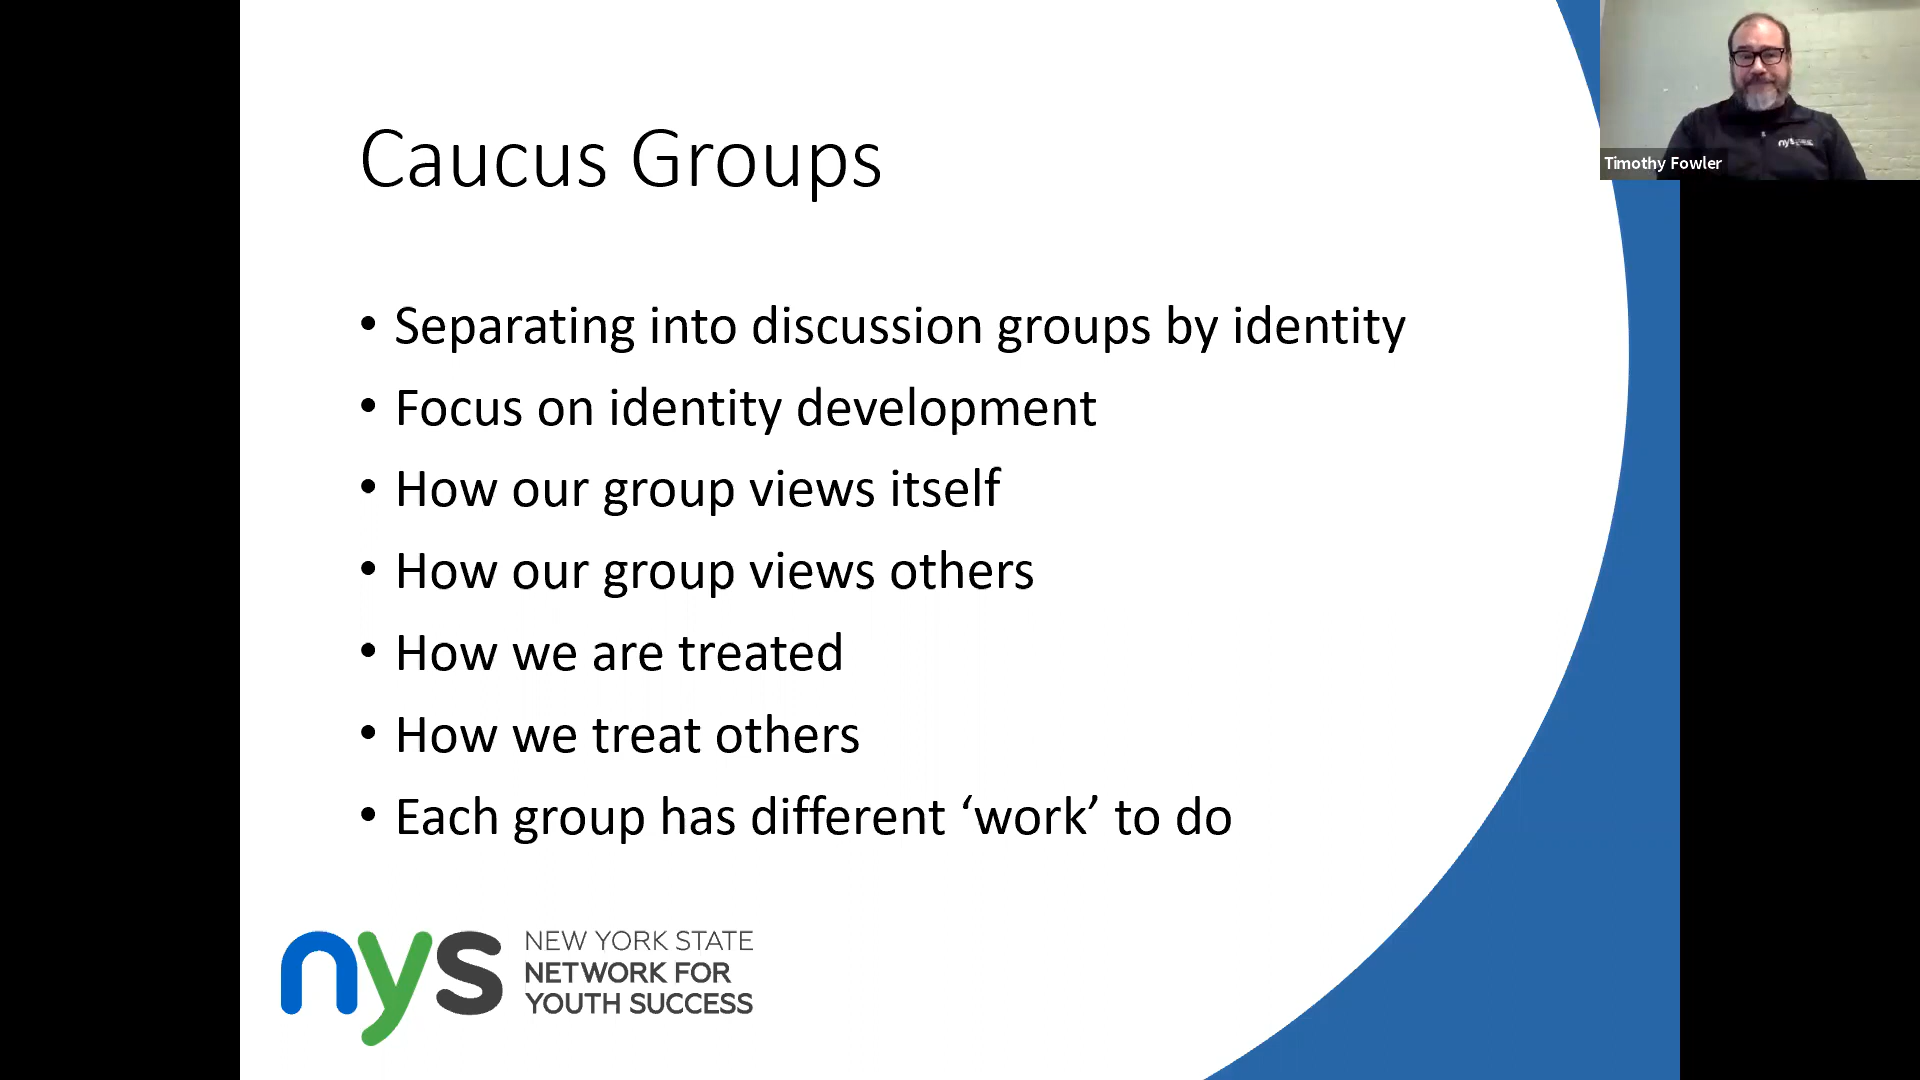 Caucus Groups
• Separating into discussion groups by identity
• Focus on identity development
• How our group views itself
• How our group views others
• How we are treated
• How we treat others
• Each group has different ‘work’ to do
nys
NEW YORK STATE
NETWORK FOR
YOUTH SUCCESS
Timothy Fowler
nys